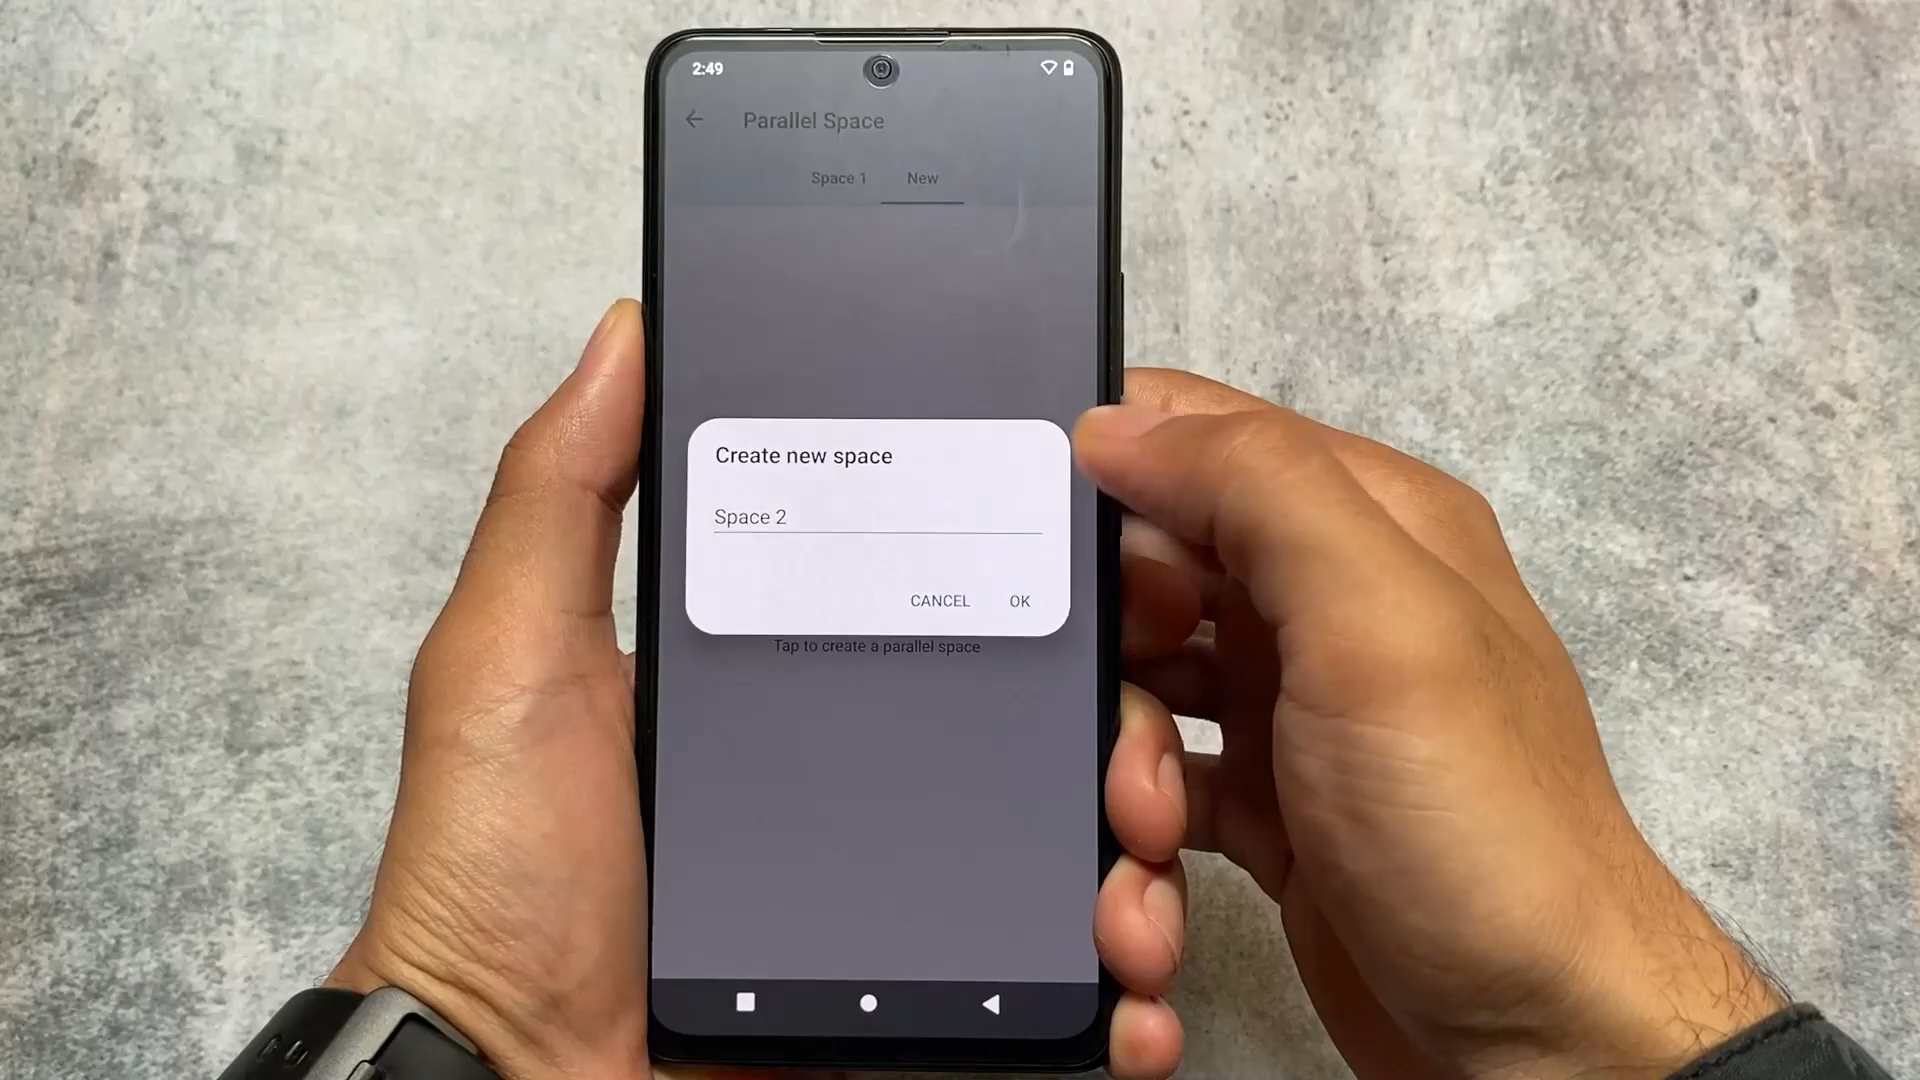 2:49
Parallel Space
Space 1 New
Create new space
Space 2
CANCEL OK
Tap to create a parallel space